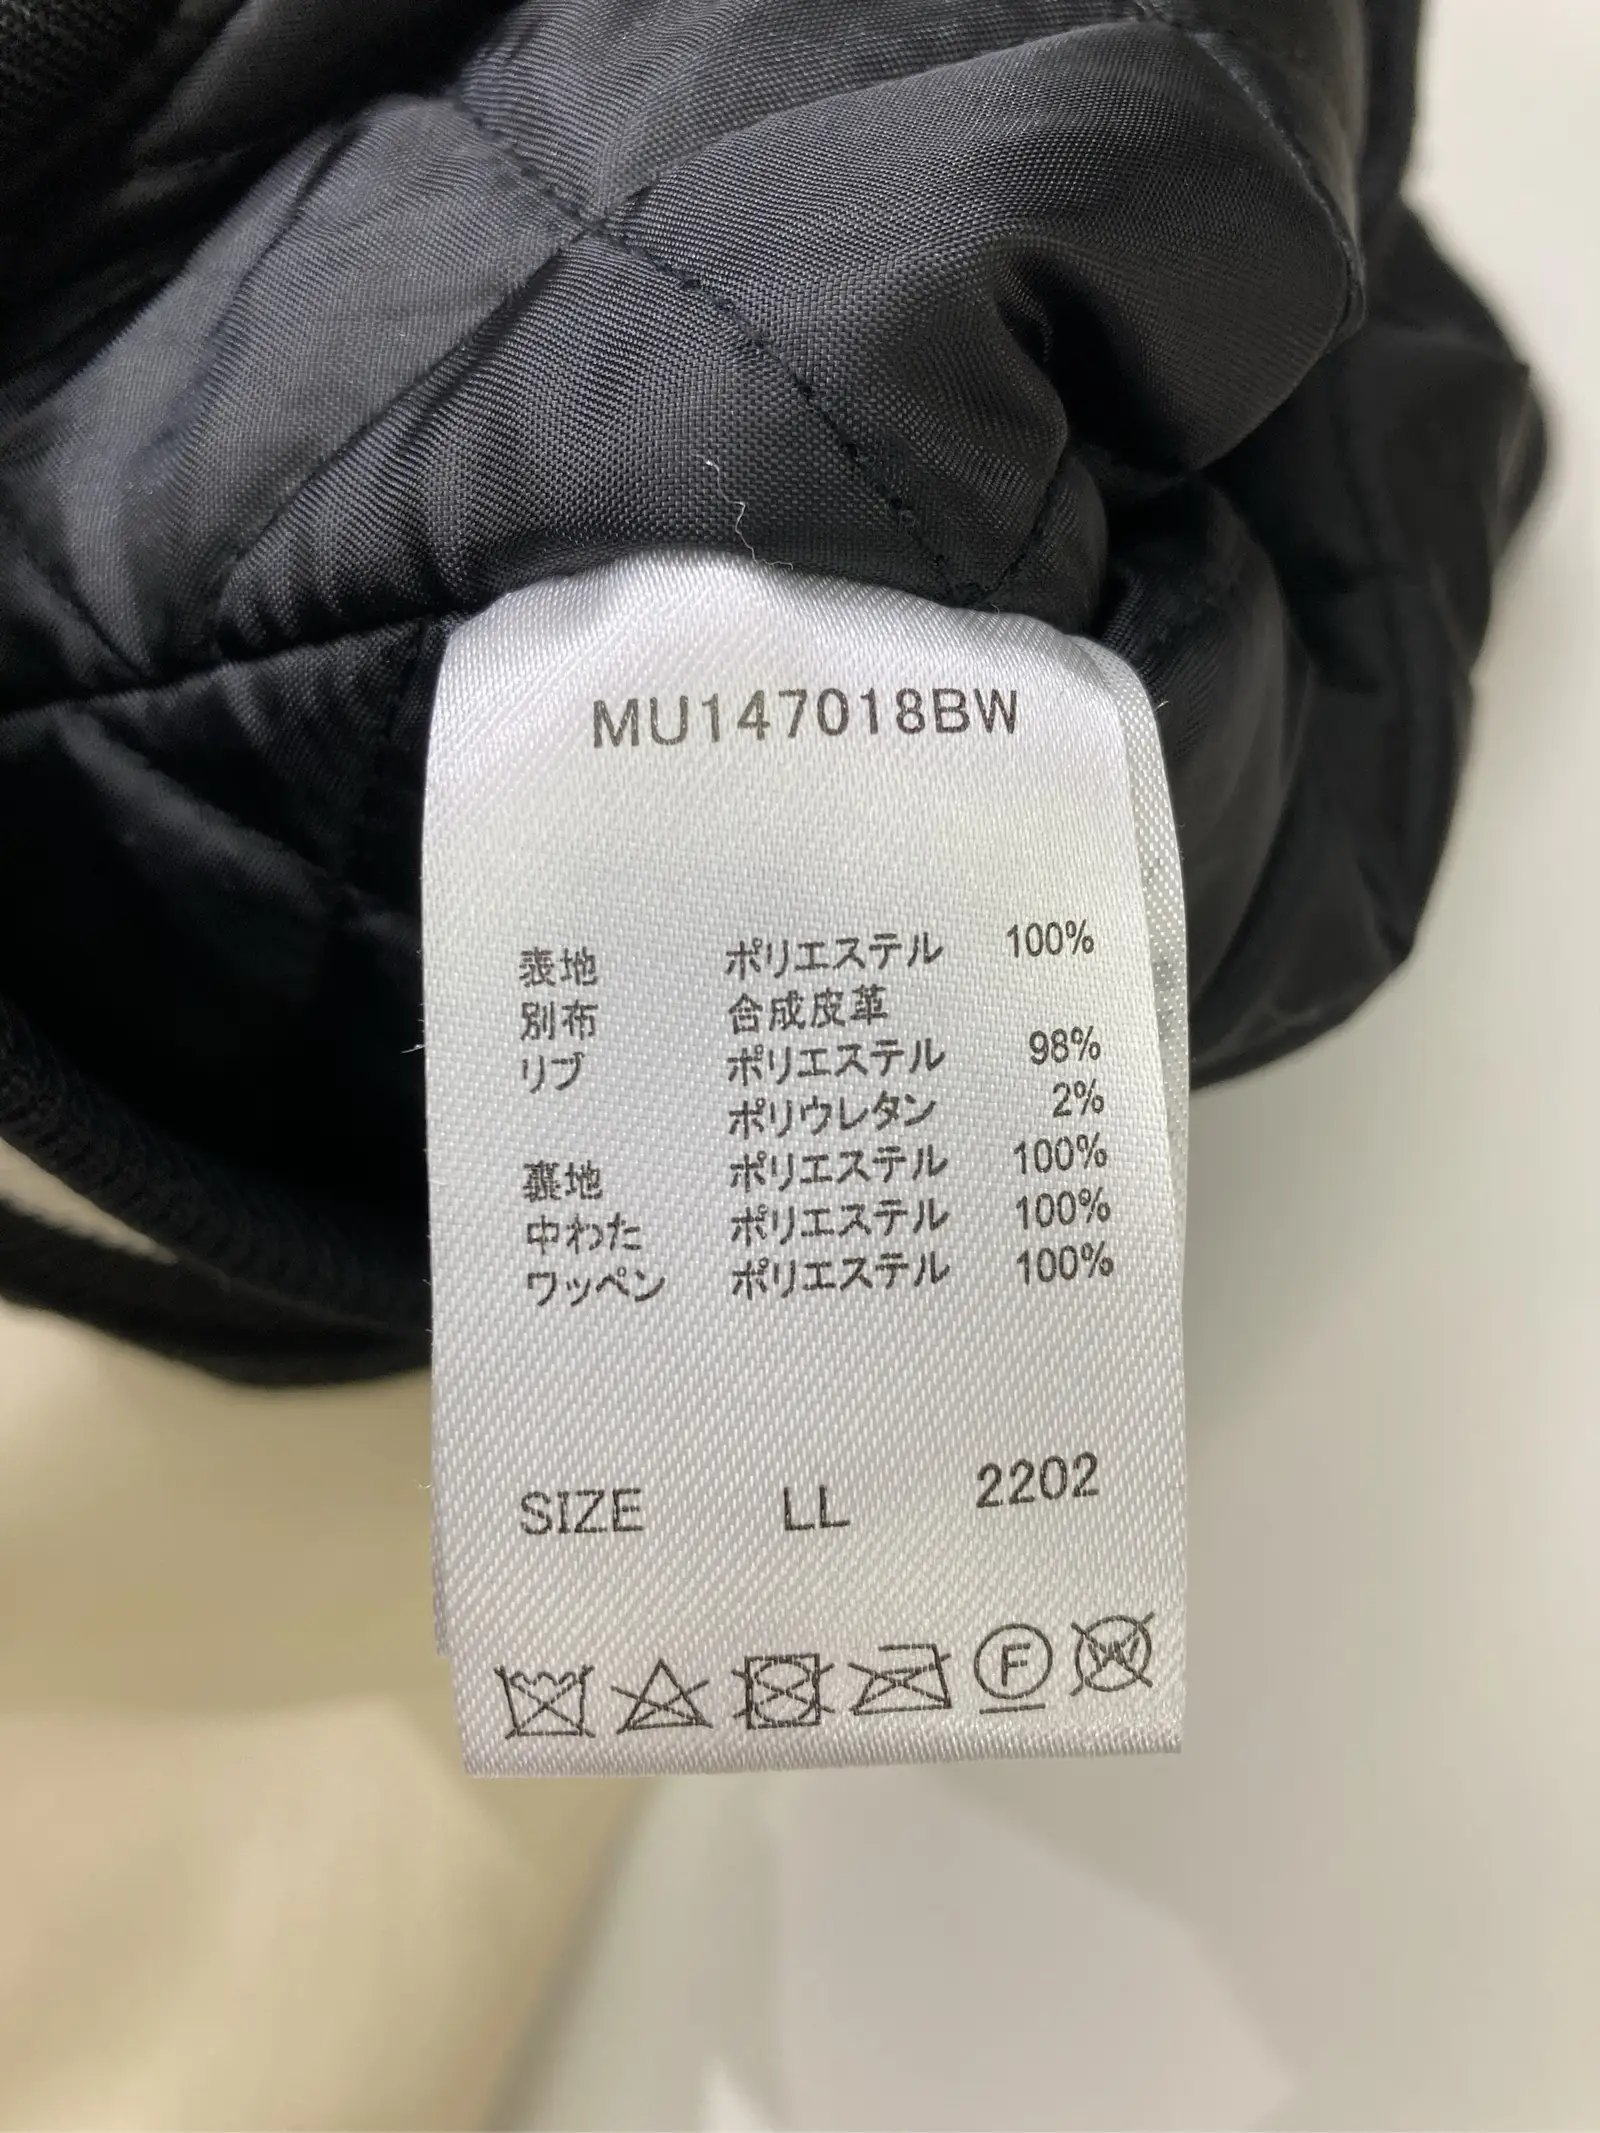 MU147018BW
表地 ポリエステル 100%
別布 合成皮革
リブ ポリエステル 98%
ポリウレタン 2%
裏地 ポリエステル 100%
中わた ポリエステル 100%
ワッペン ポリエステル 100%
SIZE LL 2202
F W